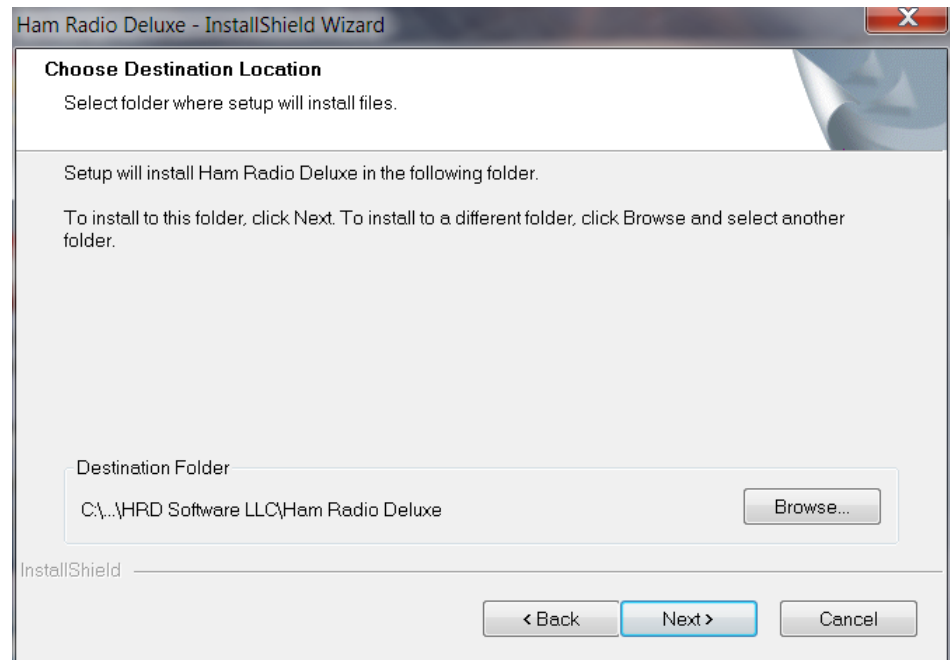 Ham Radio Deluxe - InstallShield Wizard
Choose Destination Location
Select folder where setup will install files.
Setup will install Ham Radio Deluxe in the following folder.
To install to this folder, click Next. To install to a different folder, click Browse and select another
folder.
Destination Folder
C:\...\HRD Software LLC\Ham Radio Deluxe
Browse...
InstallShield
< Back
Next >
Cancel